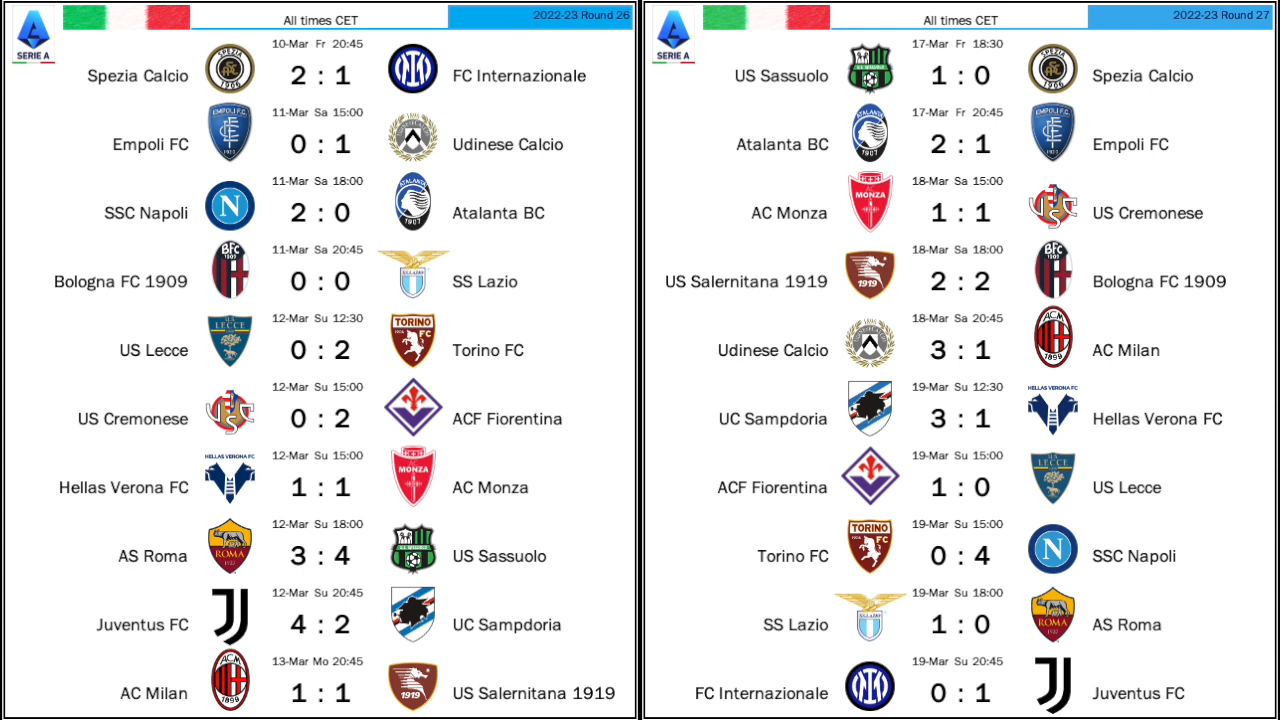 SERIE A
All times CET
2022-23 Round 26
10-Mar Fr 20:45
Spezia Calcio 2 : 1 FC Internazionale
11-Mar Sa 15:00
Empoli FC 0 : 1 Udinese Calcio
11-Mar Sa 18:00
SSC Napoli 2 : 0 Atalanta BC
11-Mar Sa 20:45
Bologna FC 1909 0 : 0 SS Lazio
12-Mar Su 12:30
US Lecce 0 : 2 Torino FC
12-Mar Su 15:00
US Cremonese 0 : 2 ACF Fiorentina
12-Mar Su 15:00
Hellas Verona FC 1 : 1 AC Monza
12-Mar Su 18:00
AS Roma 3 : 4 US Sassuolo
12-Mar Su 20:45
Juventus FC 4 : 2 UC Sampdoria
13-Mar Mo 20:45
AC Milan 1 : 1 US Salernitana 1919
SERIE A
All times CET
2022-23 Round 27
17-Mar Fr 18:30
US Sassuolo 1 : 0 Spezia Calcio
17-Mar Fr 20:45
Atalanta BC 2 : 1 Empoli FC
18-Mar Sa 15:00
AC Monza 1 : 1 US Cremonese
18-Mar Sa 18:00
US Salernitana 1919 2 : 2 Bologna FC 1909
18-Mar Sa 20:45
Udinese Calcio 3 : 1 AC Milan
19-Mar Su 12:30
UC Sampdoria 3 : 1 Hellas Verona FC
19-Mar Su 15:00
ACF Fiorentina 1 : 0 US Lecce
19-Mar Su 15:00
Torino FC 0 : 4 SSC Napoli
19-Mar Su 18:00
SS Lazio 1 : 0 AS Roma
19-Mar Su 20:45
FC Internazionale 0 : 1 Juventus FC